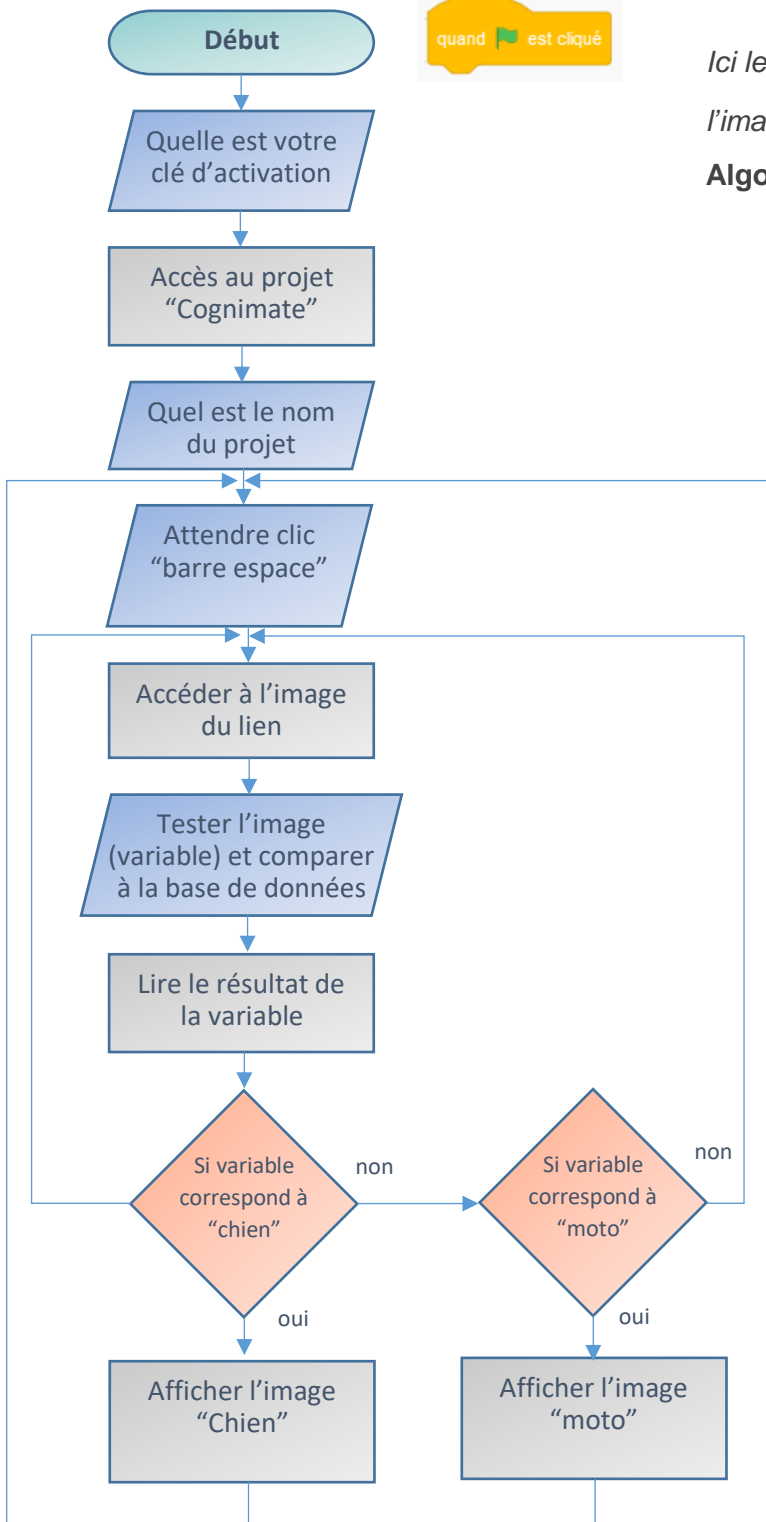 Début
quand est cliqué
Ici le
l'ima
Algo
Quelle est votre
clé d'activation
Accès au projet
“Cognimate”
Quel est le nom
du projet
Attendre clic
“barre espace”
Accéder à l'image
du lien
Tester l'image
(variable) et comparer
à la base de données
Lire le résultat de
la variable
Si variable
correspond à
“chien”
non
Si variable
correspond à
“moto”
non
oui
oui
Afficher l'image
“Chien”
Afficher l'image
“moto”